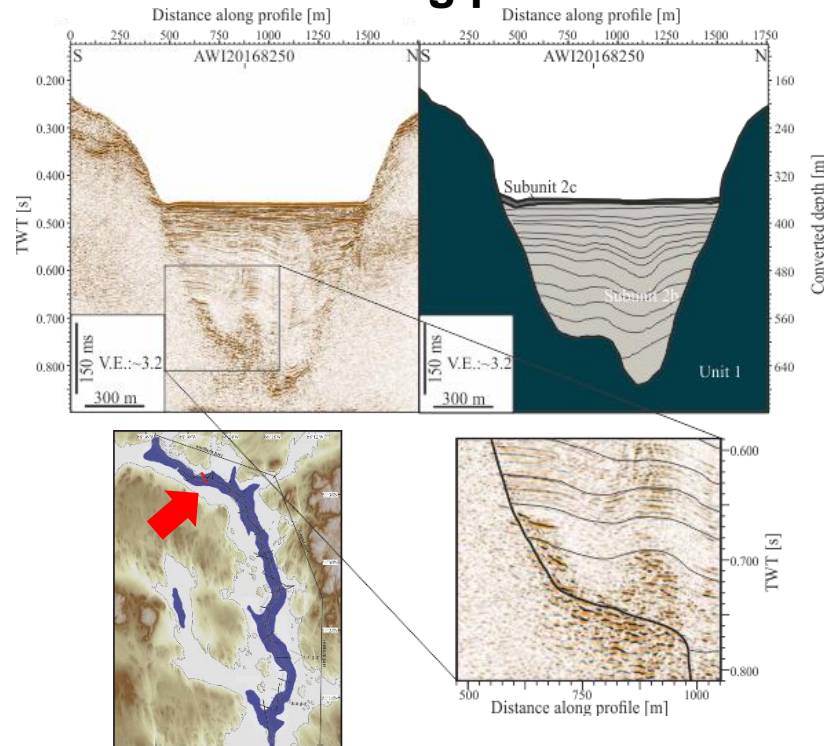 Distance along profile [m]
Distance along profile [m]
0 250 500 750 1000 1250 1500
0 250 500 750 1000 1250 1500 1750
S AWI20168250 N
S AWI20168250 N
TWT [s]
0.200
0.300
0.400
0.500
0.600
0.700
0.800
150 ms
V.E.:~3.2
300 m
Subunit 2c
Subunit 2b
Unit 1
150 ms
V.E.:~3.2
300 m
160
240
320
400
480
560
640
Converted depth [m]
0.600
0.700
0.800
TWT [s]
500 750 1000
Distance along profile [m]